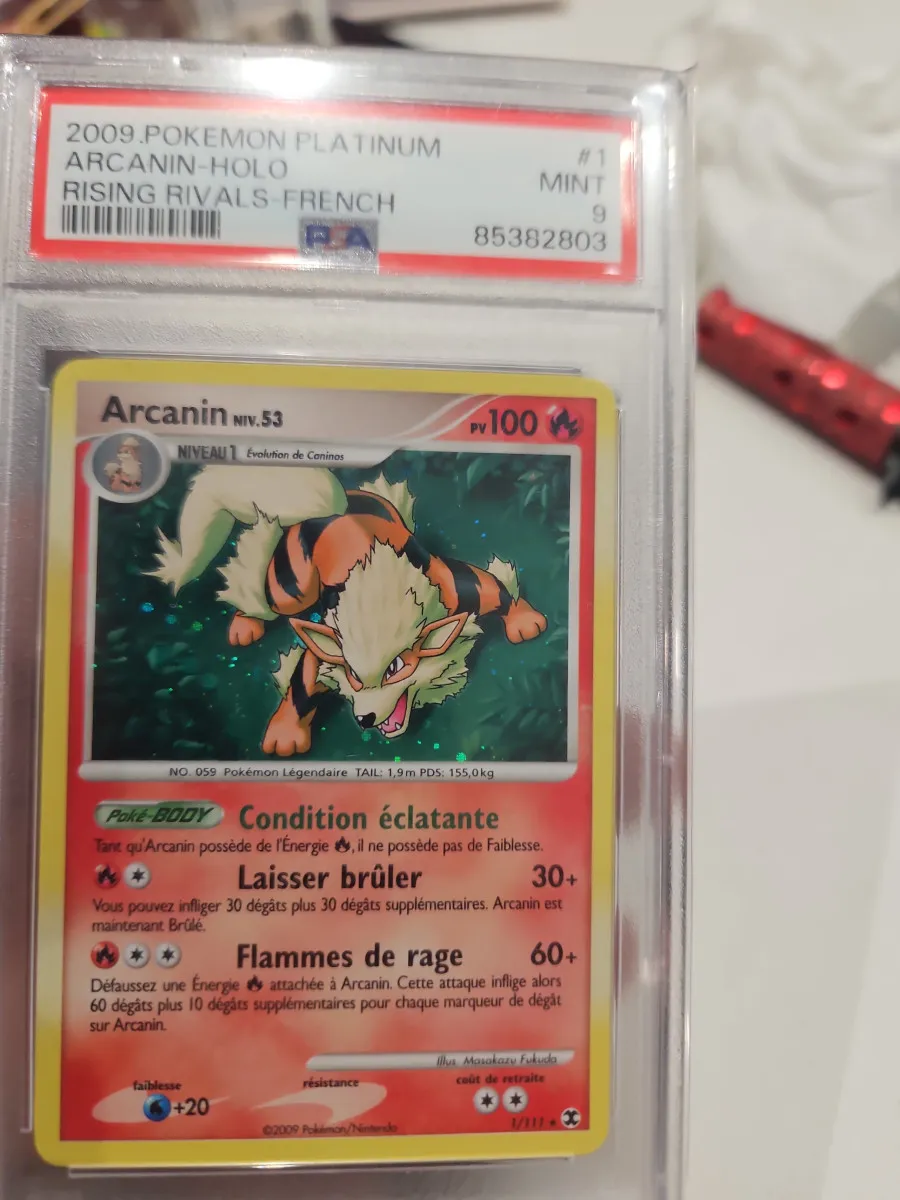 2009.POKEMON PLATINUM #1
ARCANIN-HOLO MINT
RISING RIVALS-FRENCH 9
PSA 85382803
Arcanin NIV.53 PV 100
NIVEAU 1 Évolution de Caninos
NO. 059 Pokémon Légendaire TAIL: 1,9m PDS: 155,0kg
Poké-BODY Condition éclatante
Tant qu'Arcanin possède de l'Énergie, il ne possède pas de Faiblesse.
Laisser brûler 30+
Vous pouvez infliger 30 dégâts plus 30 dégâts supplémentaires. Arcanin est
maintenant Brûlé.
Flammes de rage 60+
Défaussez une Énergie attachée à Arcanin. Cette attaque inflige alors
60 dégâts plus 10 dégâts supplémentaires pour chaque marqueur de dégât
sur Arcanin.
Illus. Masakazu Fukuda
faiblesse résistance coût de retraite
+20
©2009 Pokémon/Nintendo 1/111 ★